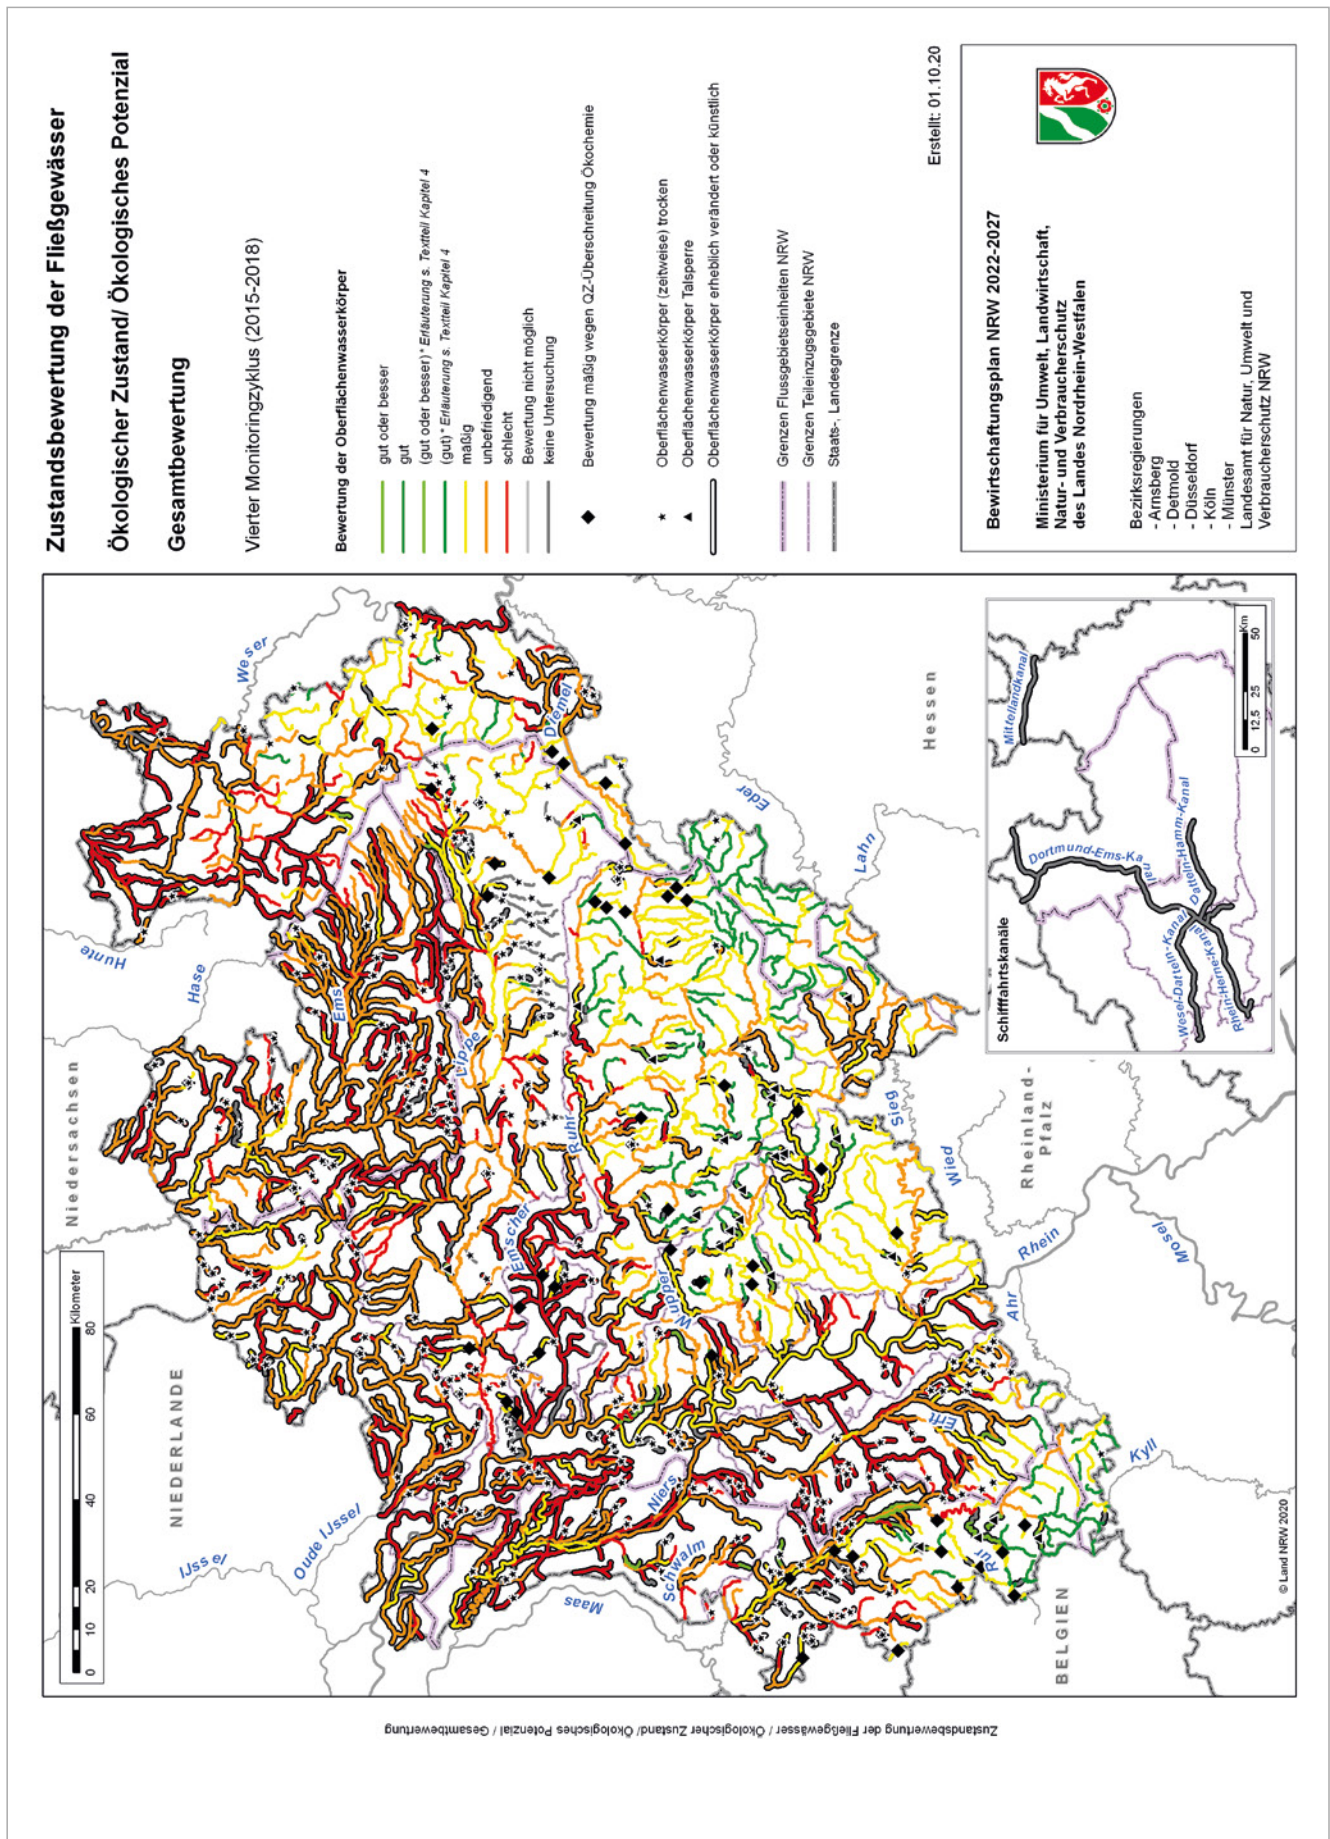 Zustandsbewertung der Fließgewässer
Ökologischer Zustand/ Ökologisches Potenzial
Gesamtbewertung
Vierter Monitoringzyklus (2015-2018)
Bewertung der Oberflächenwasserkörper
gut oder besser
gut
(gut oder besser)* Erläuterung s. Textteil Kapitel 4
(gut)* Erläuterung s. Textteil Kapitel 4
mäßig
unbefriedigend
schlecht
Bewertung nicht möglich
keine Untersuchung
Bewertung mäßig wegen QZ-Überschreitung Ökochemie
Oberflächenwasserkörper (zeitweise) trocken
Oberflächenwasserkörper Talsperre
Oberflächenwasserkörper erheblich verändert oder künstlich
Grenzen Flussgebietseinheiten NRW
Grenzen Teileinzugsgebiete NRW
Staats-, Landesgrenze
Erstellt: 01.10.20
Bewirtschaftungsplan NRW 2022-2027
Ministerium für Umwelt, Landwirtschaft,
Natur- und Verbraucherschutz
des Landes Nordrhein-Westfalen
Bezirksregierungen
- Arnsberg
- Detmold
- Düsseldorf
- Köln
- Münster
Landesamt für Natur, Umwelt und
Verbraucherschutz NRW
0 10 20 40 60 80
Kilometer
NIEDERLANDE
Niedersachsen
Hessen
Rheinland-
Pfalz
BELGIEN
IJssel
Oude IJssel
Maas
Schwalm
Niers
Rur
Erft
Kyll
Ahr
Rhein
Mosel
Wied
Sieg
Wupper
Emscher
Ruhr
Lippe
Ems
Hase
Hunte
Weser
Diemel
Eder
Lahn
Schifffahrtskanäle
Mittellandkanal
Dortmund-Ems-Kanal
Wesel-Datteln-Kanal
Datteln-Hamm-Kanal
Rhein-Herne-Kanal
0 12,5 25 50
Km
© Land NRW 2020
Zustandsbewertung der Fließgewässer / Ökologischer Zustand/ Ökologisches Potenzial / Gesamtbewertung